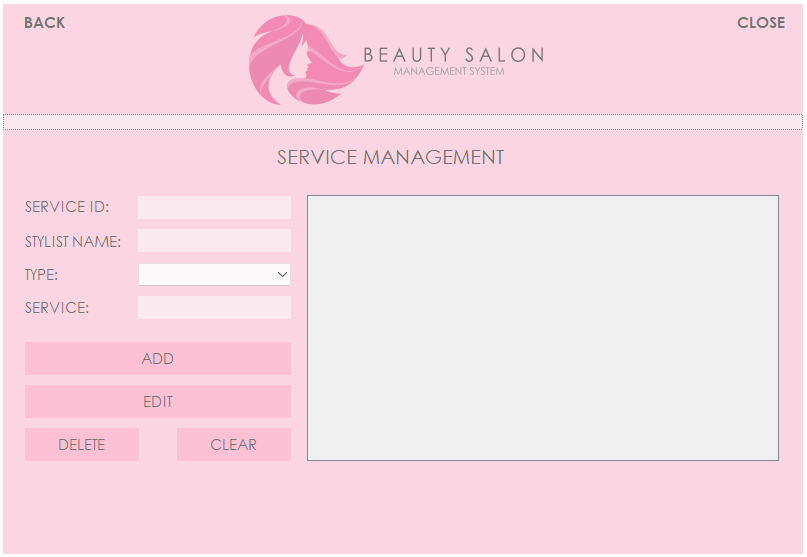 BACK
CLOSE
BEAUTY SALON
MANAGEMENT SYSTEM
SERVICE MANAGEMENT
SERVICE ID:
STYLIST NAME:
TYPE:
SERVICE:
ADD
EDIT
DELETE CLEAR